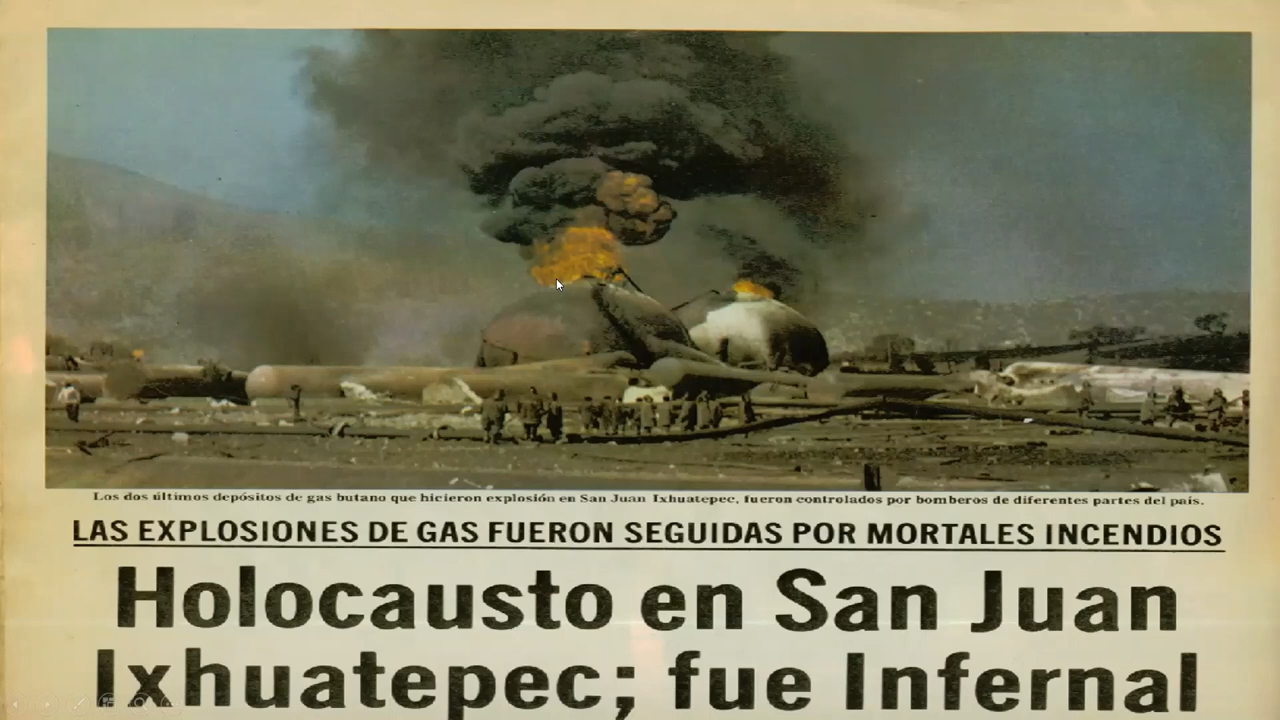 Los dos últimos depósitos de gas butano que hicieron explosión en San Juan Ixhuatepec, fueron controlados por bomberos de diferentes partes del país.
LAS EXPLOSIONES DE GAS FUERON SEGUIDAS POR MORTALES INCENDIOS
Holocausto en San Juan
Ixhuatepec; fue Infernal